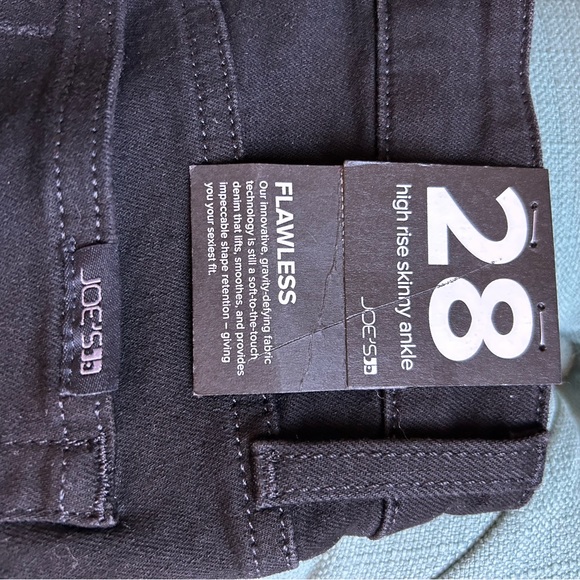 28
high rise skinny ankle
JOE'S
FLAWLESS
Our innovative, gravity-defying fabric
technology is still a soft-to-the-touch
denim that lifts, smoothes, and provides
impeccable shape retention – giving
you your sexiest fit.
JOE'S